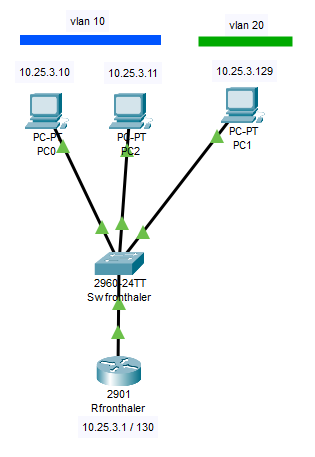 vlan 10
vlan 20
10.25.3.10
10.25.3.11
10.25.3.129
PC-PT
PC0
PC-PT
PC2
PC-PT
PC1
2960-24TT
Swfronthaler
2901
Rfronthaler
10.25.3.1 / 130